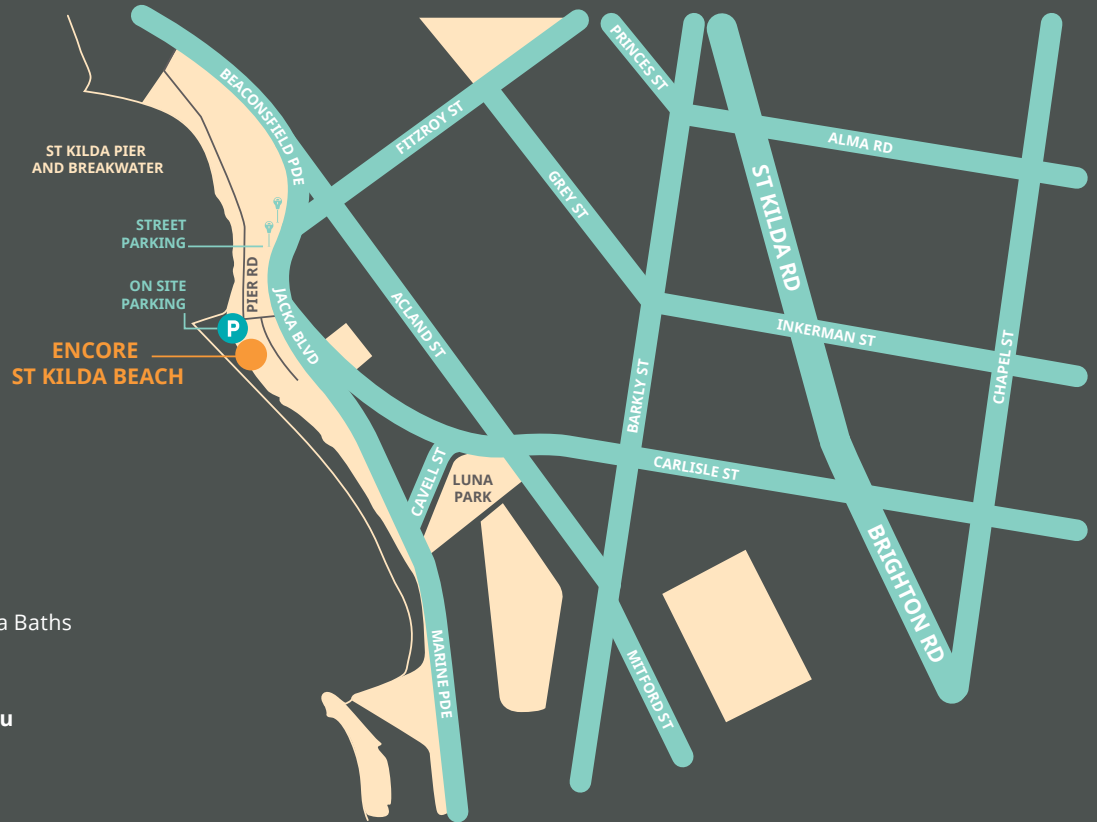 BEACONSFIELD PDE
PRINCES ST
FITZROY ST
ALMA RD
ST KILDA PIER
AND BREAKWATER
GREY ST
ST KILDA RD
STREET
PARKING
PIER RD
ON SITE
PARKING
P
JACKA BLVD
ACLAND ST
INKERMAN ST
CHAPEL ST
ENCORE
ST KILDA BEACH
BARKLY ST
CARLISLE ST
CAVELL ST
LUNA
PARK
BRIGHTON RD
a Baths
MARINE PDE
MITFORD ST
u